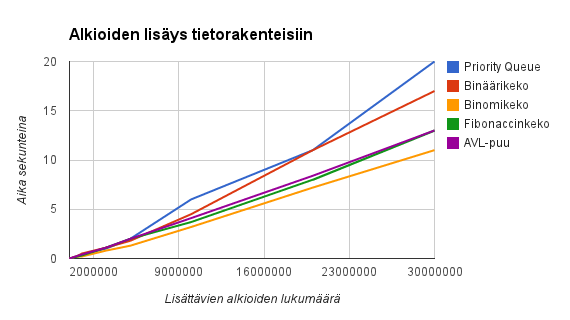 Alkioiden lisäys tietorakenteisiin
20
15
10
5
0
Aika sekunteina
2000000 9000000 16000000 23000000 30000000
Lisättävien alkioiden lukumäärä
Priority Queue
Binäärikeko
Binomikeko
Fibonaccinkeko
AVL-puu